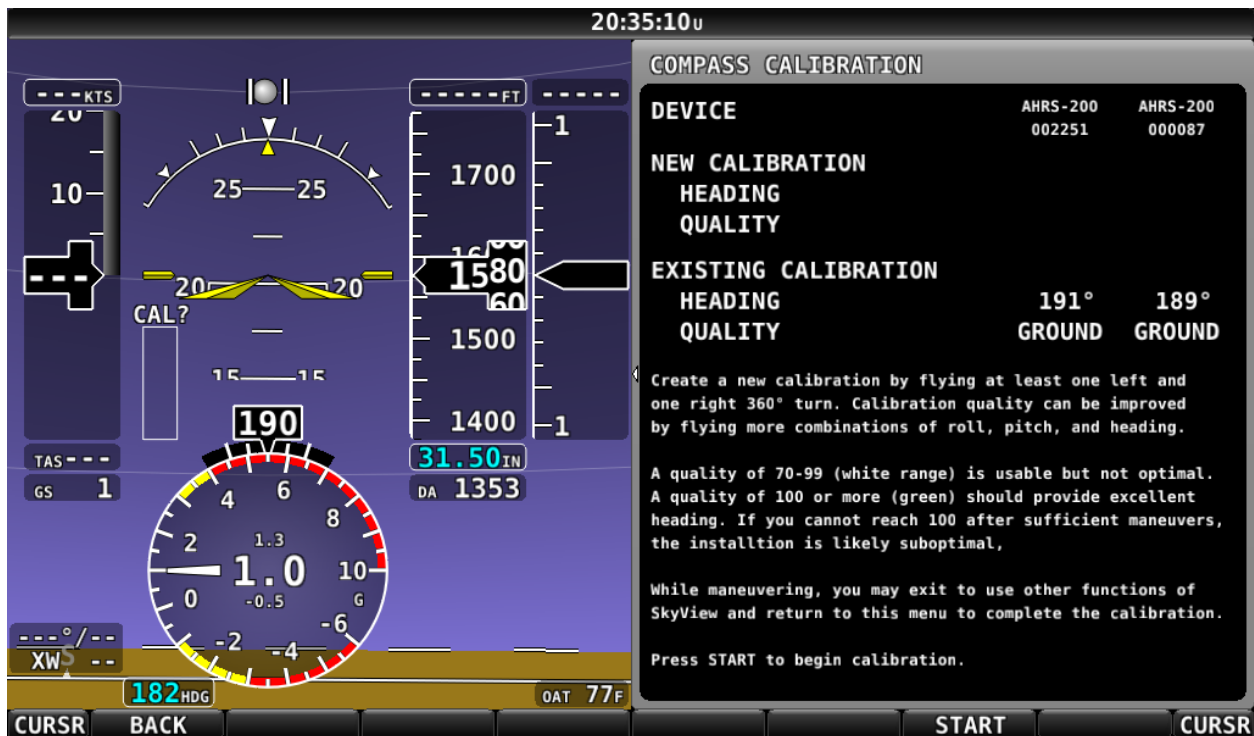 20:35:10U
---KTS
-----FT
-----
20
10
---
25 25
20 20
15 15
CAL?
1700
1600
1580
60
1500
1400
1
1
190
31.50IN
TAS---
GS 1
DA 1353
4 6
2 8
1.3
1.0 10
0 -0.5 G
-2 -4 -6
---°/--
XW --
S
182HDG
OAT 77F
COMPASS CALIBRATION
DEVICE AHRS-200 AHRS-200
002251 000087
NEW CALIBRATION
HEADING
QUALITY
EXISTING CALIBRATION
HEADING 191° 189°
QUALITY GROUND GROUND
Create a new calibration by flying at least one left and
one right 360° turn. Calibration quality can be improved
by flying more combinations of roll, pitch, and heading.
A quality of 70-99 (white range) is usable but not optimal.
A quality of 100 or more (green) should provide excellent
heading. If you cannot reach 100 after sufficient maneuvers,
the installtion is likely suboptimal,
While maneuvering, you may exit to use other functions of
SkyView and return to this menu to complete the calibration.
Press START to begin calibration.
CURSR BACK START CURSR